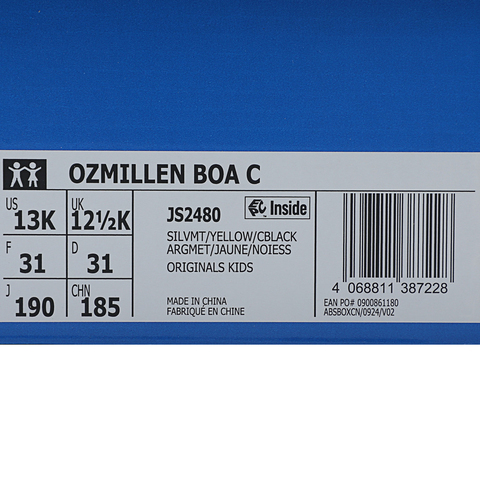 OZMILLEN BOA C
US 13K
UK 12½K
F 31
D 31
J 190
CHN 185
JS2480
Inside
SILVMT/YELLOW/CBLACK
ARGMET/JAUNE/NOIESS
ORIGINALS KIDS
MADE IN CHINA
FABRIQUÉ EN CHINE
4 068811 387228
EAN PO# 0900861180
ABSBOXCN/0924/V02